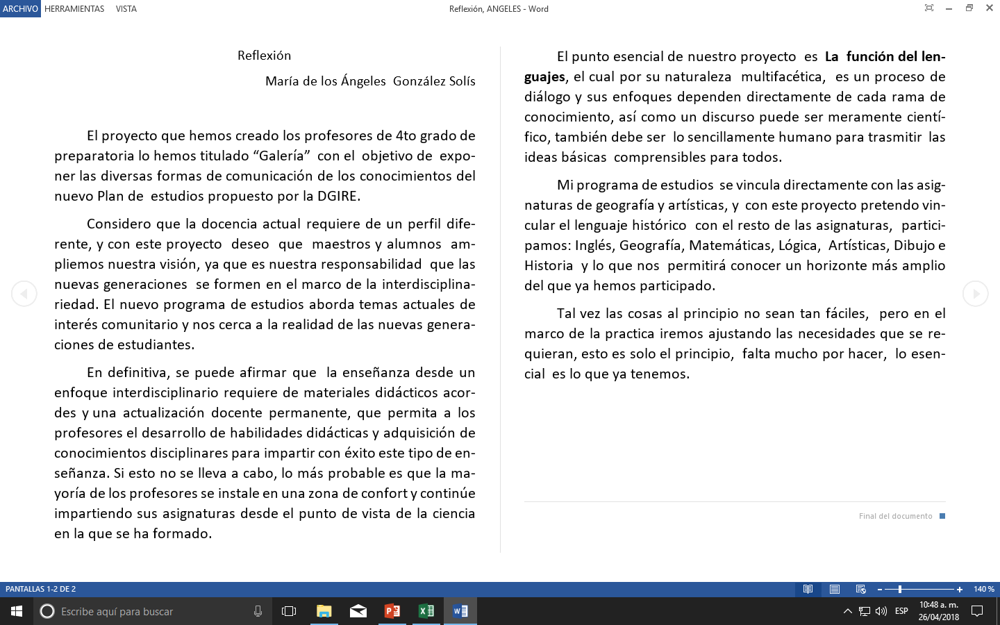 ARCHIVO HERRAMIENTAS VISTA Reflexión, ANGELES - Word
Reflexión
María de los Ángeles González Solís
El proyecto que hemos creado los profesores de 4to grado de
preparatoria lo hemos titulado “Galería” con el objetivo de expo-
ner las diversas formas de comunicación de los conocimientos del
nuevo Plan de estudios propuesto por la DGIRE.
Considero que la docencia actual requiere de un perfil dife-
rente, y con este proyecto deseo que maestros y alumnos am-
pliemos nuestra visión, ya que es nuestra responsabilidad que las
nuevas generaciones se formen en el marco de la interdisciplina-
riedad. El nuevo programa de estudios aborda temas actuales de
interés comunitario y nos cerca a la realidad de las nuevas genera-
ciones de estudiantes.
En definitiva, se puede afirmar que la enseñanza desde un
enfoque interdisciplinario requiere de materiales didácticos acor-
des y una actualización docente permanente, que permita a los
profesores el desarrollo de habilidades didácticas y adquisición de
conocimientos disciplinares para impartir con éxito este tipo de en-
señanza. Si esto no se lleva a cabo, lo más probable es que la ma-
yoría de los profesores se instale en una zona de confort y continúe
impartiendo sus asignaturas desde el punto de vista de la ciencia
en la que se ha formado.
El punto esencial de nuestro proyecto es La función del len-
guajes, el cual por su naturaleza multifacética, es un proceso de
diálogo y sus enfoques dependen directamente de cada rama de
conocimiento, así como un discurso puede ser meramente cientí-
fico, también debe ser lo sencillamente humano para trasmitir las
ideas básicas comprensibles para todos.
Mi programa de estudios se vincula directamente con las asig-
naturas de geografía y artísticas, y con este proyecto pretendo vin-
cular el lenguaje histórico con el resto de las asignaturas, partici-
pamos: Inglés, Geografía, Matemáticas, Lógica, Artísticas, Dibujo e
Historia y lo que nos permitirá conocer un horizonte más amplio
del que ya hemos participado.
Tal vez las cosas al principio no sean tan fáciles, pero en el
marco de la practica iremos ajustando las necesidades que se re-
quieran, esto es solo el principio, falta mucho por hacer, lo esen-
cial es lo que ya tenemos.
Final del documento
PANTALLAS 1-2 DE 2 140 %
Escribe aquí para buscar ESP 10:48 a. m.
26/04/2018